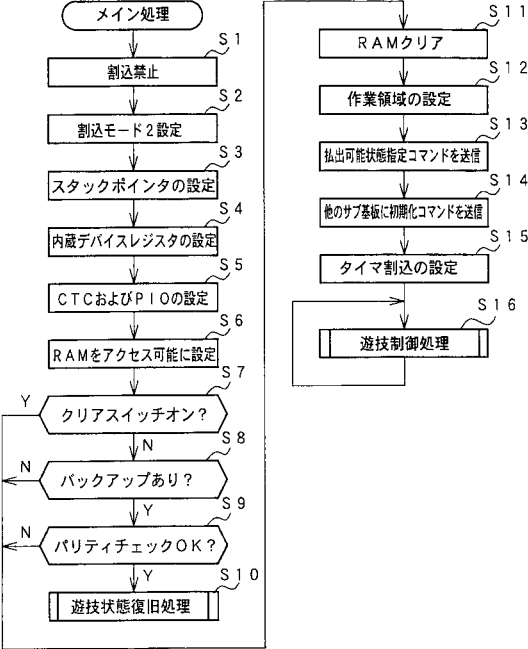 メイン処理
S1
割込禁止
S2
割込モード2設定
S3
スタックポインタの設定
S4
内蔵デバイスレジスタの設定
S5
CTCおよびPIOの設定
S6
RAMをアクセス可能に設定
S7
Y
クリアスイッチオン?
N
S8
N
バックアップあり?
Y
S9
N
パリティチェックOK?
Y
S10
遊技状態復旧処理
S11
RAMクリア
S12
作業領域の設定
S13
払出可能状態指定コマンドを送信
S14
他のサブ基板に初期化コマンドを送信
S15
タイマ割込の設定
S16
遊技制御処理